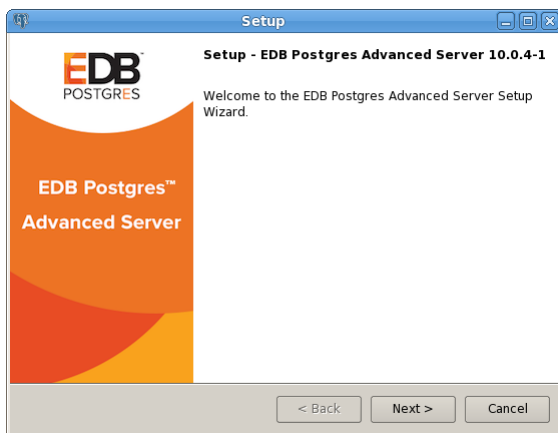 Setup
EDB
POSTGRES
Setup - EDB Postgres Advanced Server 10.0.4-1
Welcome to the EDB Postgres Advanced Server Setup
Wizard.
EDB Postgres™
Advanced Server
< Back
Next >
Cancel